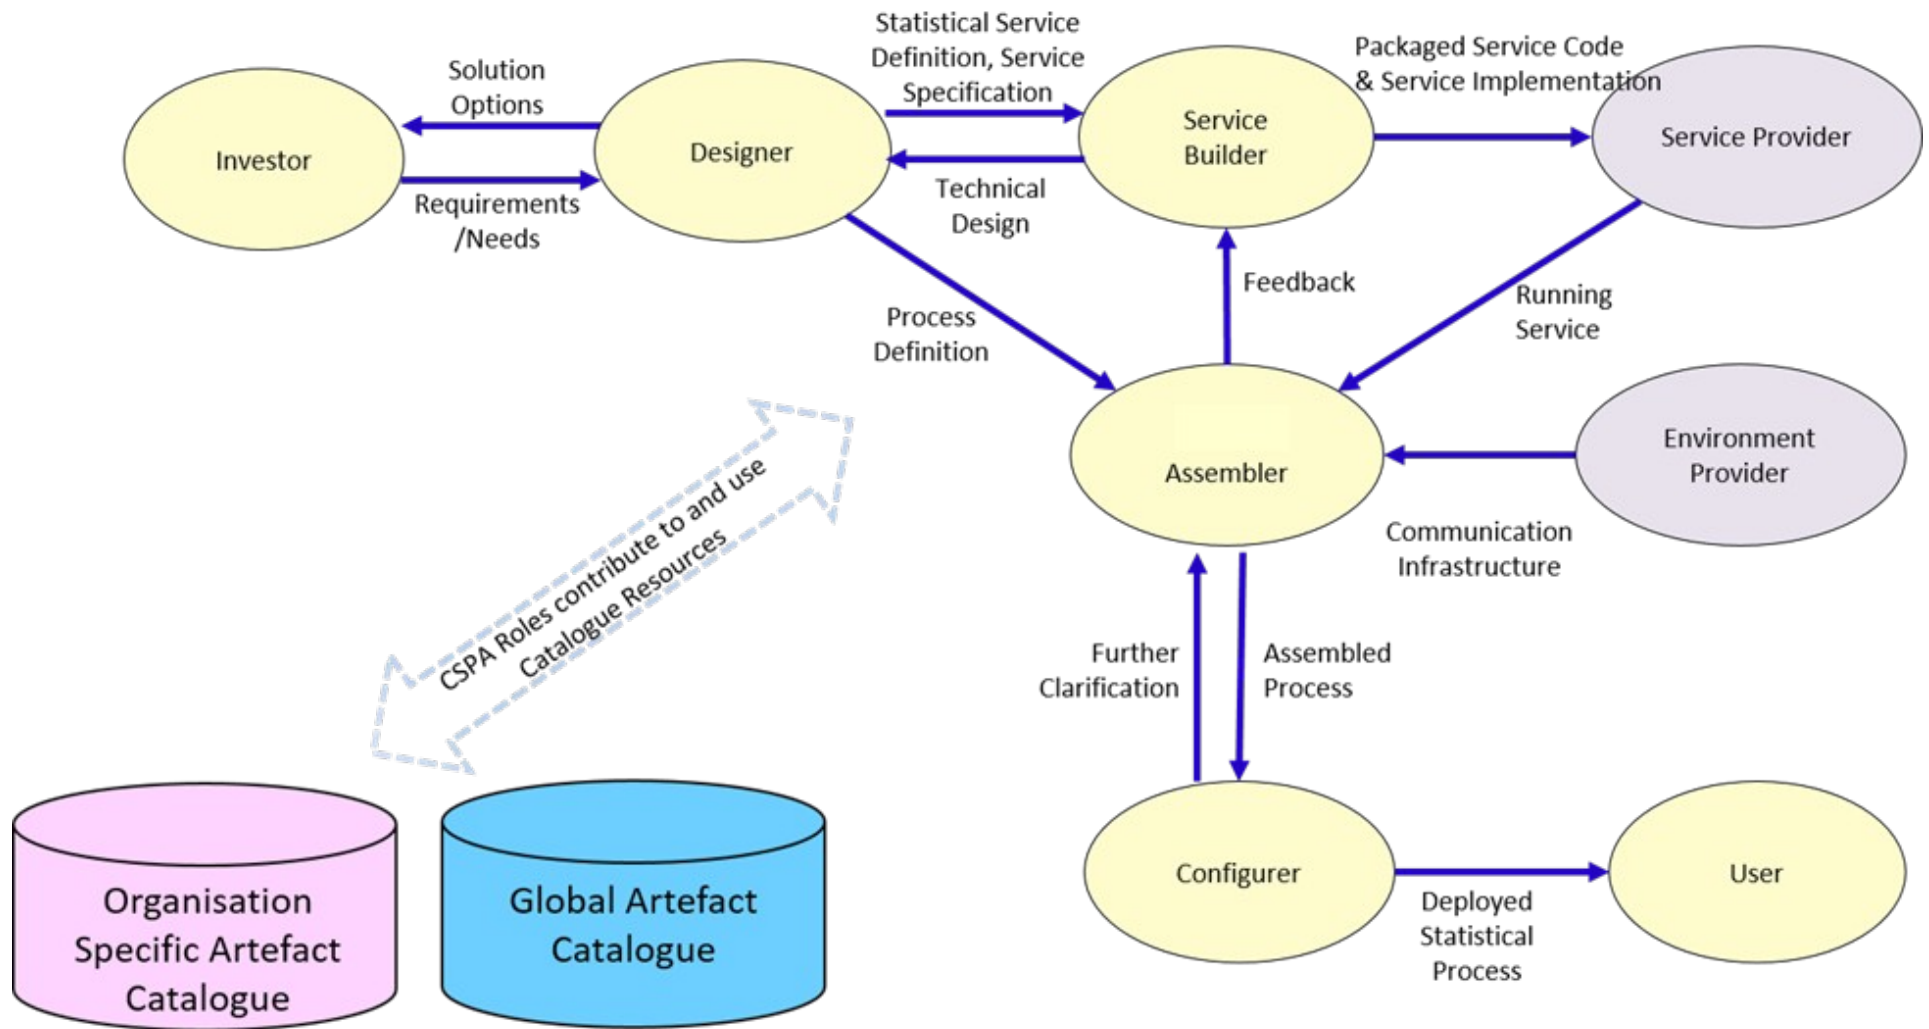 Statistical Service
Definition, Service
Specification
Packaged Service Code
& Service Implementation
Solution
Options
Investor
Designer
Service
Builder
Service Provider
Requirements
/Needs
Technical
Design
Feedback
Running
Service
Process
Definition
Assembler
Environment
Provider
Communication
Infrastructure
CSPA Roles contribute to and use
Catalogue Resources
Further
Clarification
Assembled
Process
Configurer
User
Deployed
Statistical
Process
Organisation
Specific Artefact
Catalogue
Global Artefact
Catalogue